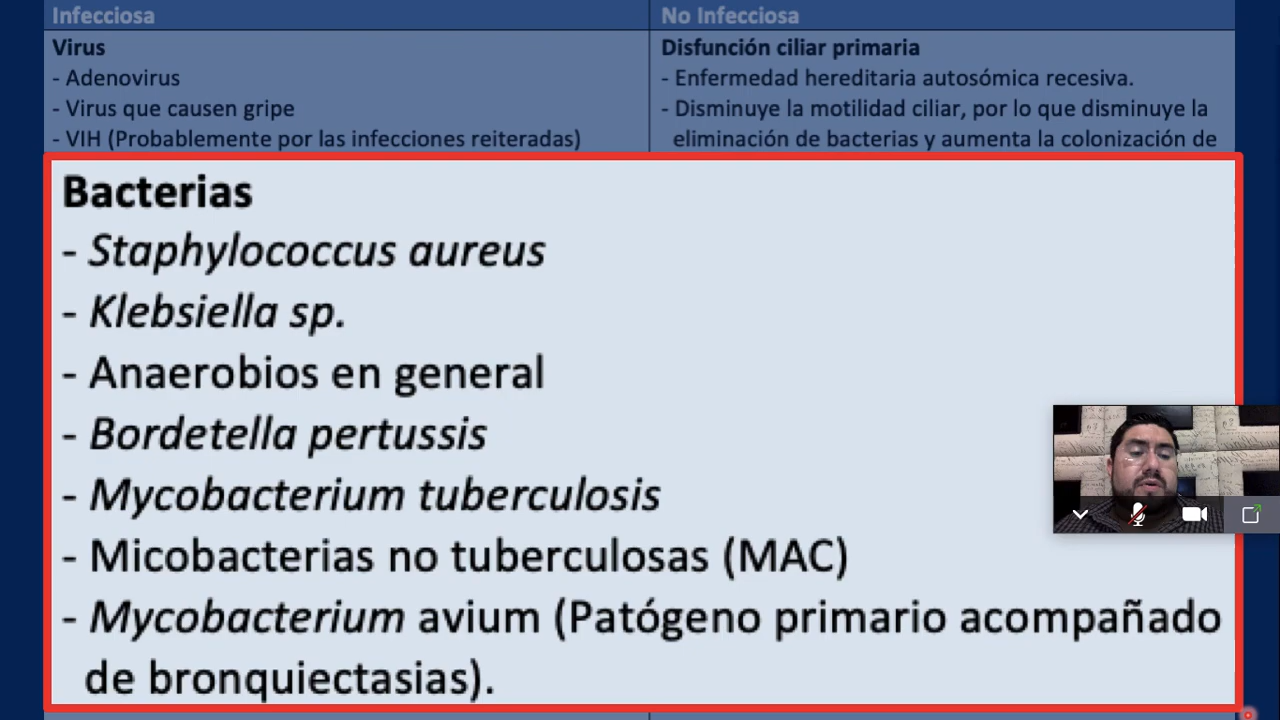 Infecciosa
No Infecciosa
Virus
- Adenovirus
- Virus que causen gripe
- VIH (Probablemente por las infecciones reiteradas)
Disfunción ciliar primaria
- Enfermedad hereditaria autosómica recesiva.
- Disminuye la motilidad ciliar, por lo que disminuye la
eliminación de bacterias y aumenta la colonización de
Bacterias
- Staphylococcus aureus
- Klebsiella sp.
- Anaerobios en general
- Bordetella pertussis
- Mycobacterium tuberculosis
- Micobacterias no tuberculosas (MAC)
- Mycobacterium avium (Patógeno primario acompañado
de bronquiectasias).